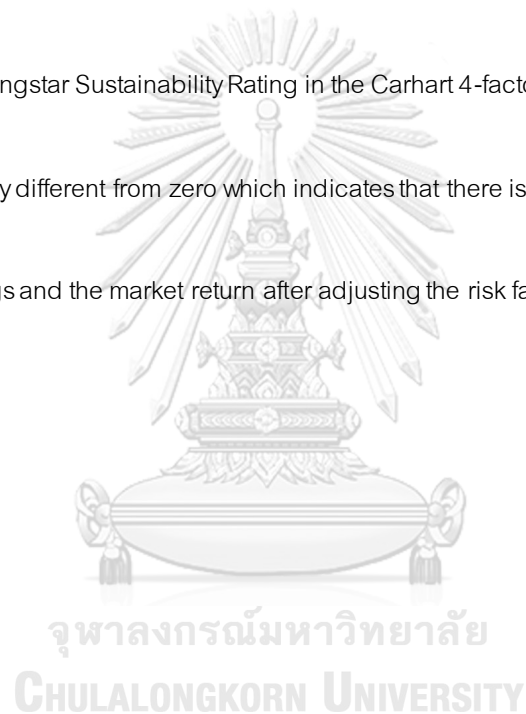 ngstar Sustainability Rating in the Carhart 4-facto
y different from zero which indicates that there is
gs and the market return after adjusting the risk fa
จุฬาลงกรณ์มหาวิทยาลัย
CHULALONGKORN UNIVERSITY